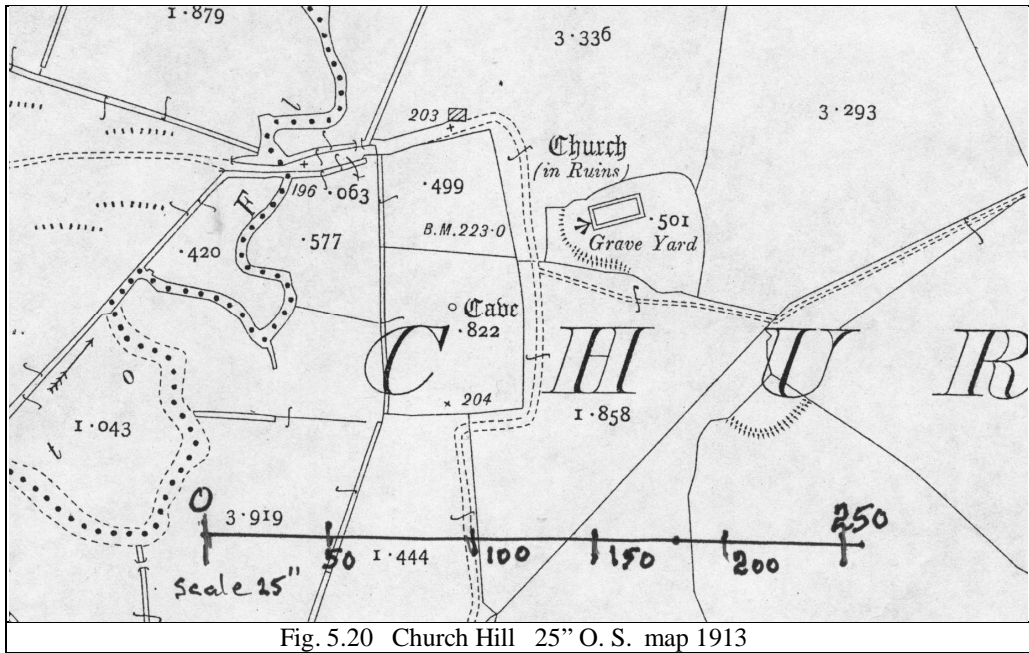 1·879
3·336
3·293
203
Church
(in Ruins)
·499
196
·063
F
l
·501
Grave Yard
B.M.223·0
·577
·420
Cave
·822
C H U R
204
1·858
o
1·043
t
0
3·919
250
50
1·444
100
150
200
scale 25"
Fig. 5.20 Church Hill 25” O. S. map 1913